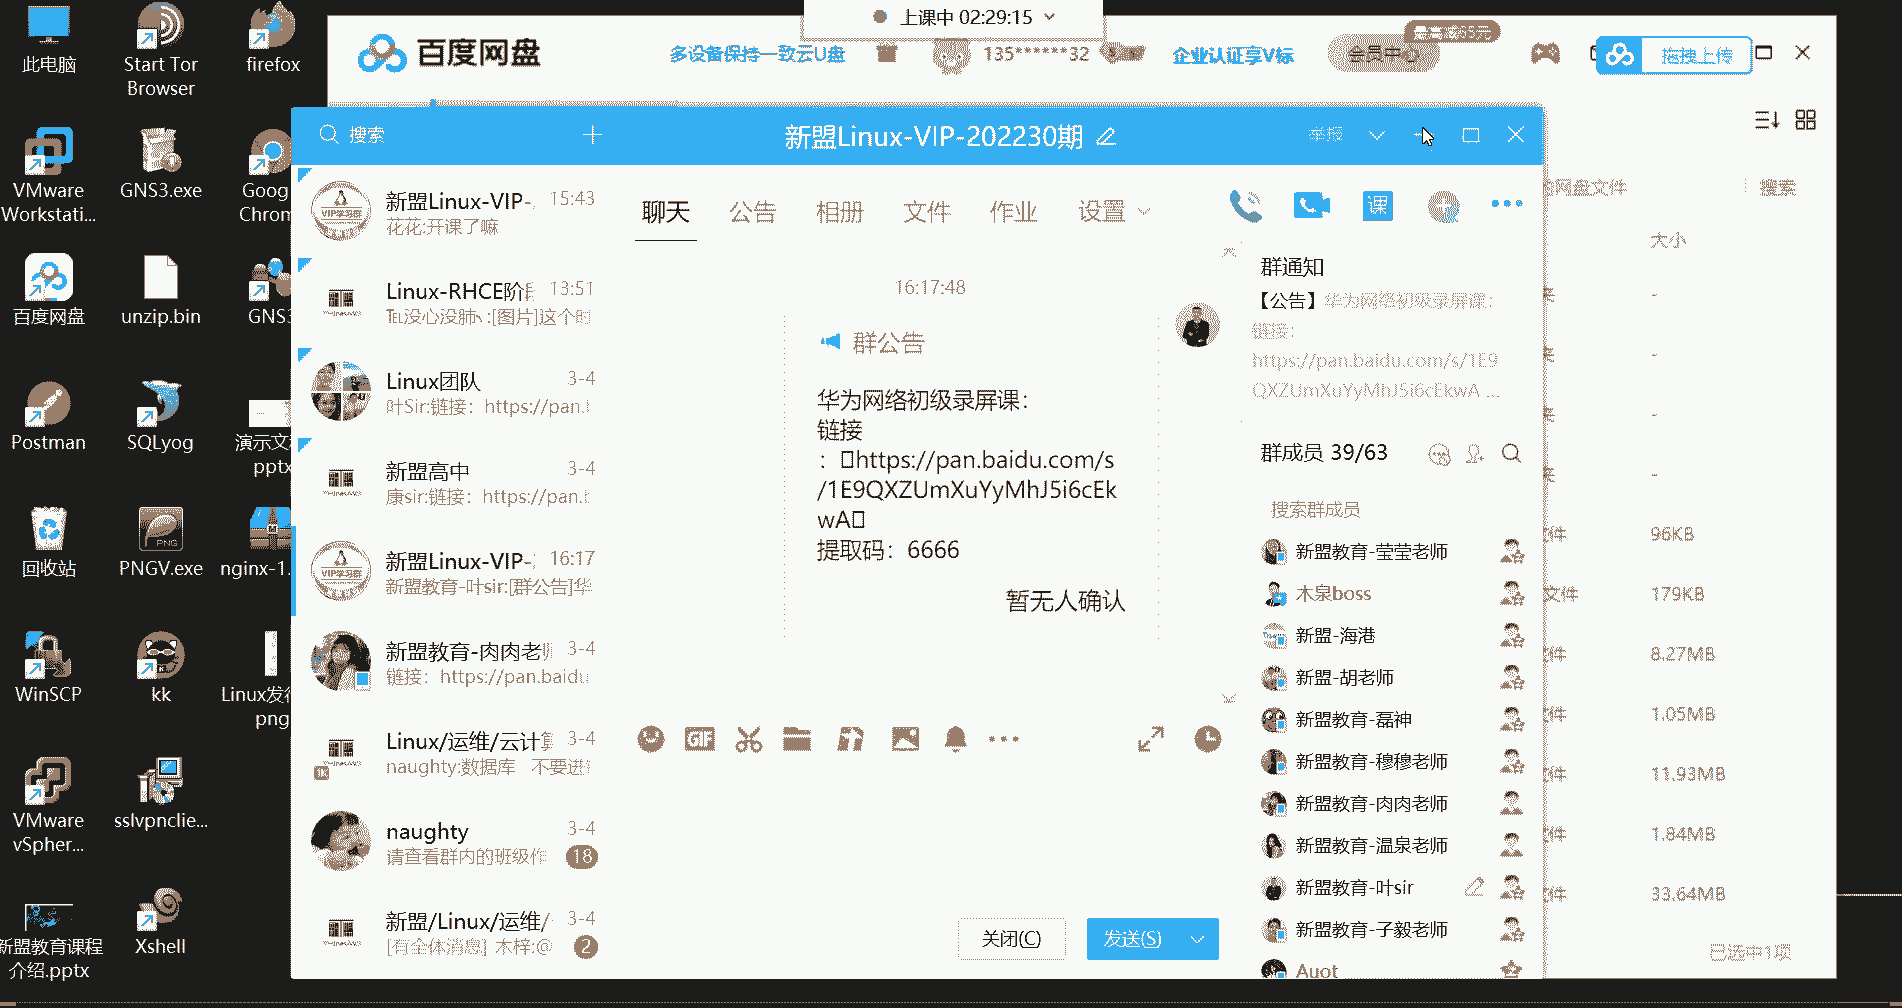 上课中 02:29:15
此电脑
Start Tor
Browser
firefox
VMware
Workstati...
GNS3.exe
Goog
Chrom
百度网盘
unzip.bin
GNS3
Postman
SQLyog
演示文
pptx
回收站
PNGV.exe
nginx-1.
WinSCP
kk
Linux发行
png
VMware
vSpher...
sslvpnclie...
新盟教育课程
介绍.pptx
Xshell
百度网盘
多设备保持一致云U盘
135******32
企业认证享V标
会员中心
最高减65元
拖拽上传
网盘文件
搜索
大小
96KB
179KB
8.27MB
1.05MB
11.93MB
1.84MB
33.64MB
已选中1项
搜索
新盟Linux-VIP-202230期
举报
新盟Linux-VIP-
15:43
花花:开课了嘛
Linux-RHCE阶段
13:51
℡没心没肺ヽ:[图片]这个时
Linux团队
3-4
叶Sir:链接：https://pan.b
新盟高中
3-4
康sir:链接：https://pan.b
新盟Linux-VIP-
16:17
新盟教育-叶sir:[群公告]华
新盟教育-肉肉老师
3-4
链接：https://pan.baidu
Linux/运维/云计算
3-4
naughty:数据库 不要进
naughty
3-4
请查看群内的班级作
18
新盟/Linux/运维/
3-4
[有全体消息] 木梓:@
2
聊天
公告
相册
文件
作业
设置
课
16:17:48
群公告
华为网络初级录屏课：
链接
：https://pan.baidu.com/s
/1E9QXZUmXuYyMhJ5i6cEk
wA
提取码：6666
暂无人确认
GIF
关闭(C)
发送(S)
群通知
【公告】华为网络初级录屏课：
链接：
https://pan.baidu.com/s/1E9
QXZUmXuYyMhJ5i6cEkwA ...
群成员 39/63
搜索群成员
新盟教育-莹莹老师
木泉boss
新盟-海港
新盟-胡老师
新盟教育-磊神
新盟教育-穆穆老师
新盟教育-肉肉老师
新盟教育-温泉老师
新盟教育-叶sir
新盟教育-子毅老师
Auot